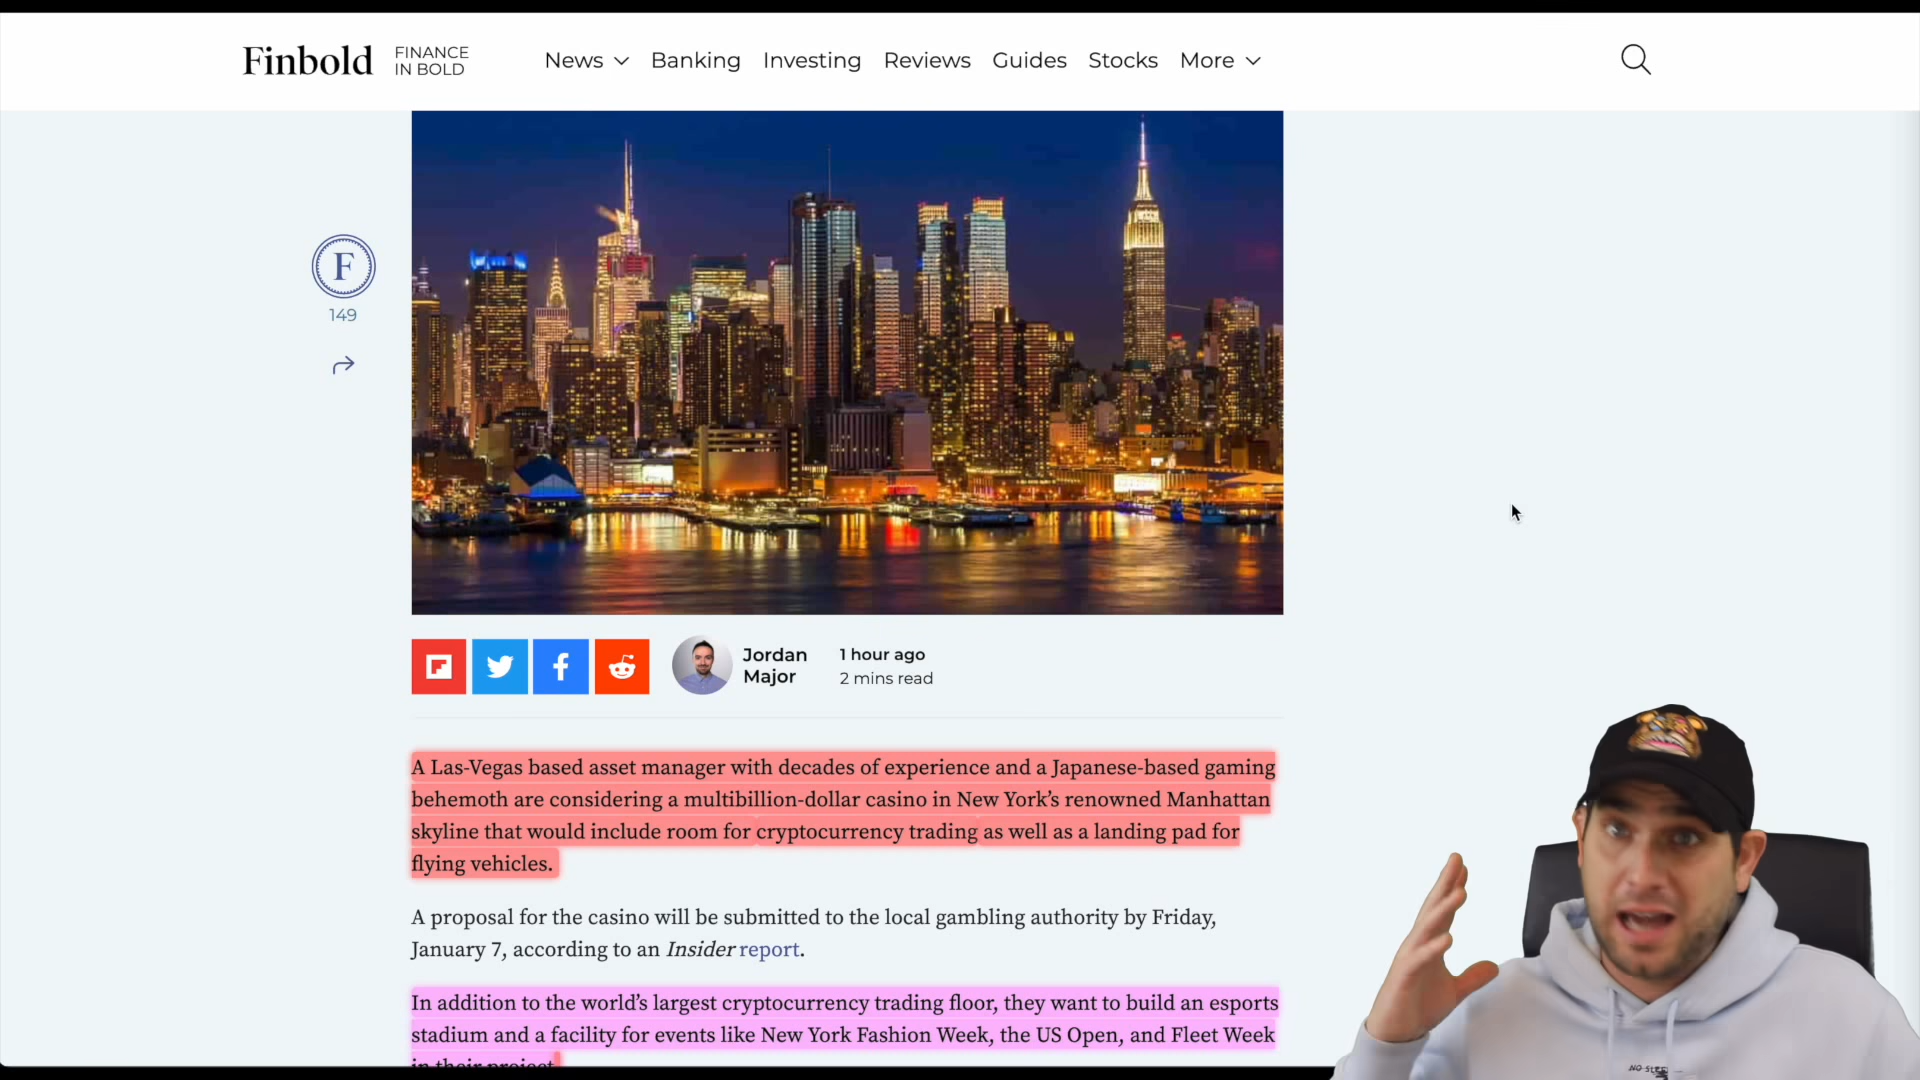 Finbold
FINANCE
IN BOLD
News
Banking
Investing
Reviews
Guides
Stocks
More
F
149
Jordan
Major
1 hour ago
2 mins read
A Las-Vegas based asset manager with decades of experience and a Japanese-based gaming
behemoth are considering a multibillion-dollar casino in New York’s renowned Manhattan
skyline that would include room for cryptocurrency trading as well as a landing pad for
flying vehicles.
A proposal for the casino will be submitted to the local gambling authority by Friday,
January 7, according to an Insider report.
In addition to the world’s largest cryptocurrency trading floor, they want to build an esports
stadium and a facility for events like New York Fashion Week, the US Open, and Fleet Week
in their project